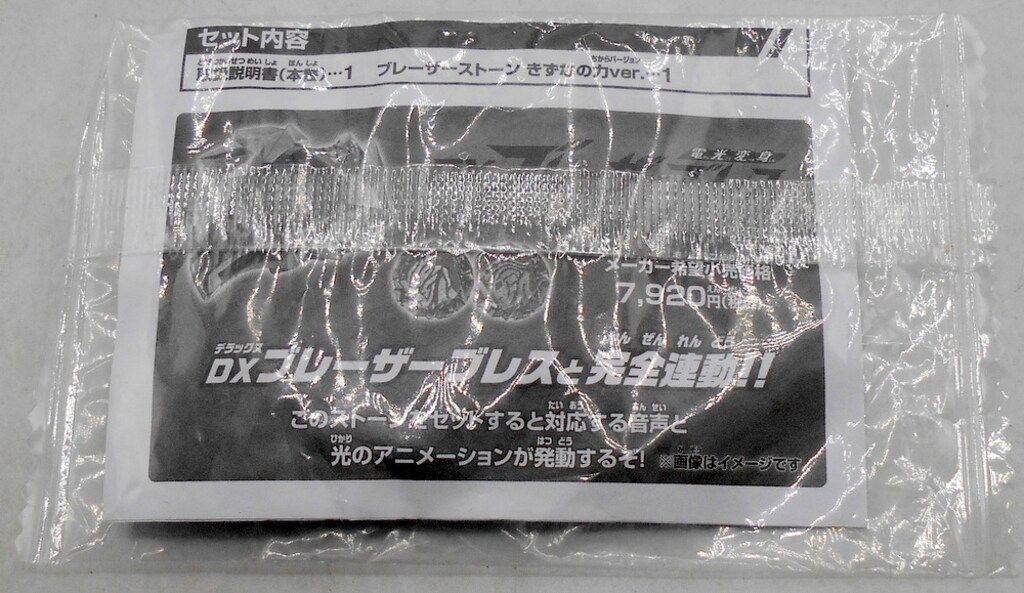 セット内容
取扱説明書(本書)…1 ブレーザーストーン きずなの力ver.…1
電光変身
メーカー希望小売価格
7,920円(税
DXブレーザーブレスと完全連動!!
このストーンをセットすると対応する音声と
光のアニメーションが発動するぞ! ※画像はイメージです